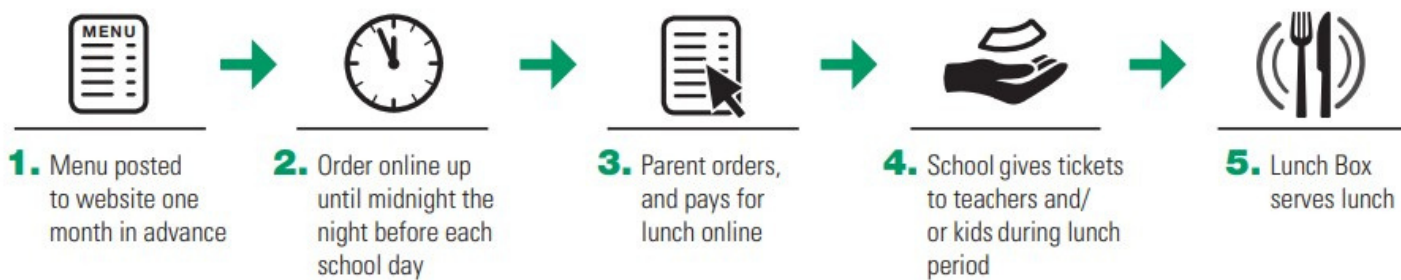 MENU
1. Menu posted
to website one
month in advance
2. Order online up
until midnight the
night before each
school day
3. Parent orders,
and pays for
lunch online
4. School gives tickets
to teachers and/
or kids during lunch
period
5. Lunch Box
serves lunch